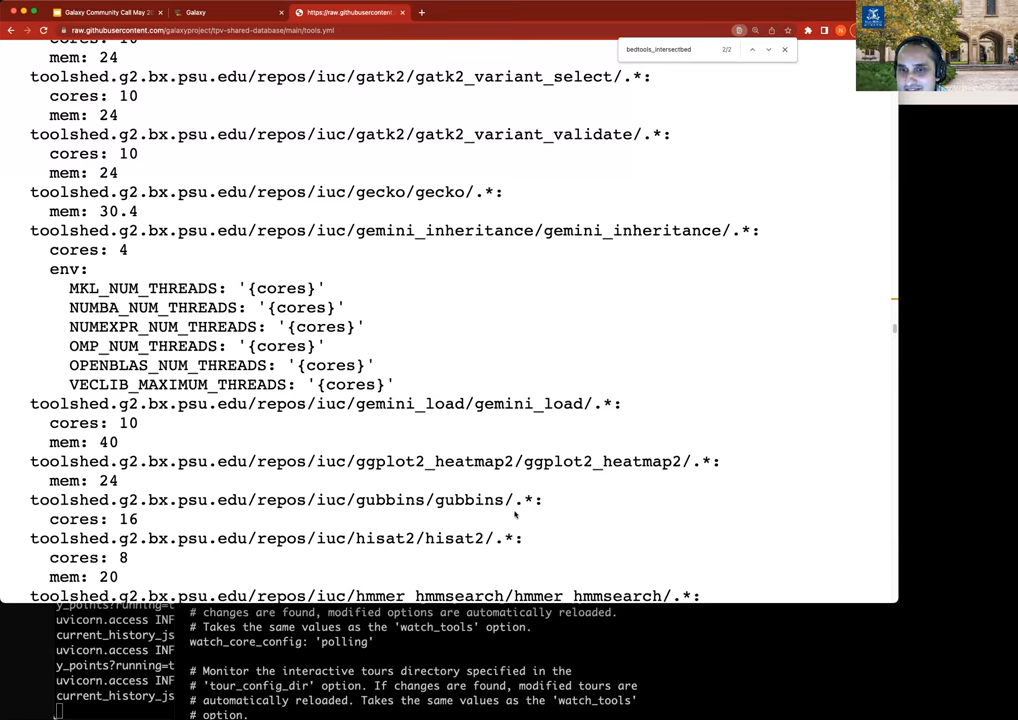 Galaxy Community Call May 2
Galaxy
https://raw.githubusercontent.
raw.githubusercontent.com/galaxyproject/tpv-shared-database/main/tools.yml
bedtools_intersectbed 2/2
mem: 24
toolshed.g2.bx.psu.edu/repos/iuc/gatk2/gatk2_variant_select/.*:
cores: 10
mem: 24
toolshed.g2.bx.psu.edu/repos/iuc/gatk2/gatk2_variant_validate/.*:
cores: 10
mem: 24
toolshed.g2.bx.psu.edu/repos/iuc/gecko/gecko/.*:
mem: 30.4
toolshed.g2.bx.psu.edu/repos/iuc/gemini_inheritance/gemini_inheritance/.*:
cores: 4
env:
MKL_NUM_THREADS: '{cores}'
NUMBA_NUM_THREADS: '{cores}'
NUMEXPR_NUM_THREADS: '{cores}'
OMP_NUM_THREADS: '{cores}'
OPENBLAS_NUM_THREADS: '{cores}'
VECLIB_MAXIMUM_THREADS: '{cores}'
toolshed.g2.bx.psu.edu/repos/iuc/gemini_load/gemini_load/.*:
cores: 10
mem: 40
toolshed.g2.bx.psu.edu/repos/iuc/ggplot2_heatmap2/ggplot2_heatmap2/.*:
mem: 24
toolshed.g2.bx.psu.edu/repos/iuc/gubbins/gubbins/.*:
cores: 16
toolshed.g2.bx.psu.edu/repos/iuc/hisat2/hisat2/.*:
cores: 8
mem: 20
toolshed.g2.bx.psu.edu/repos/iuc/hmmer_hmmsearch/hmmer_hmmsearch/.*:
y_points?running=t
uvicorn.access INF
current_history_js
uvicorn.access INF
y_points?running=t
uvicorn.access INF
current_history_js
# changes are found, modified options are automatically reloaded.
# Takes the same values as the 'watch_tools' option.
watch_core_config: 'polling'
# Monitor the interactive tours directory specified in the
# 'tour_config_dir' option. If changes are found, modified tours are
# automatically reloaded. Takes the same values as the 'watch_tools'
# option.